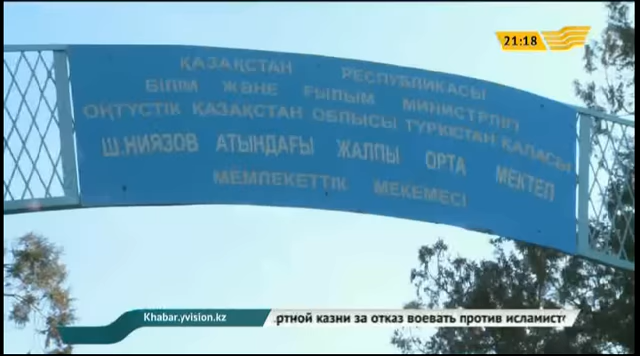 21:18
ҚАЗАҚСТАН РЕСПУБЛИКАСЫ
БІЛІМ ЖӘНЕ ҒЫЛЫМ МИНИСТРЛІГІ
ОҢТҮСТІК ҚАЗАҚСТАН ОБЛЫСЫ ТҮРКІСТАН ҚАЛАСЫ
Ш.НИЯЗОВ АТЫНДАҒЫ ЖАЛПЫ ОРТА МЕКТЕП
МЕМЛЕКЕТТІК МЕКЕМЕСІ
Khabar.yvision.kz
ртной казни за отказ воевать против исламист